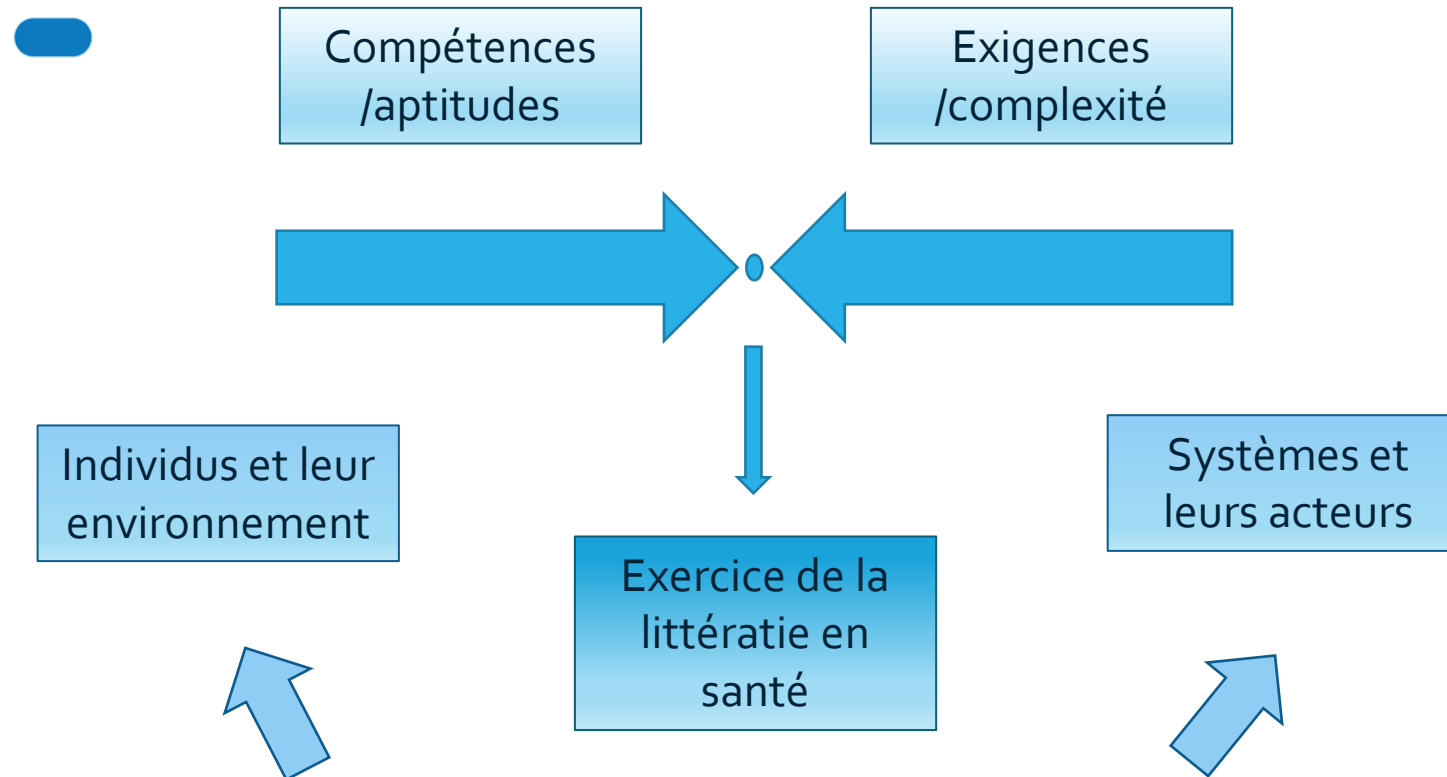 Compétences
/aptitudes
Exigences
/complexité
Individus et leur
environnement
Systèmes et
leurs acteurs
Exercice de la
littératie en
santé